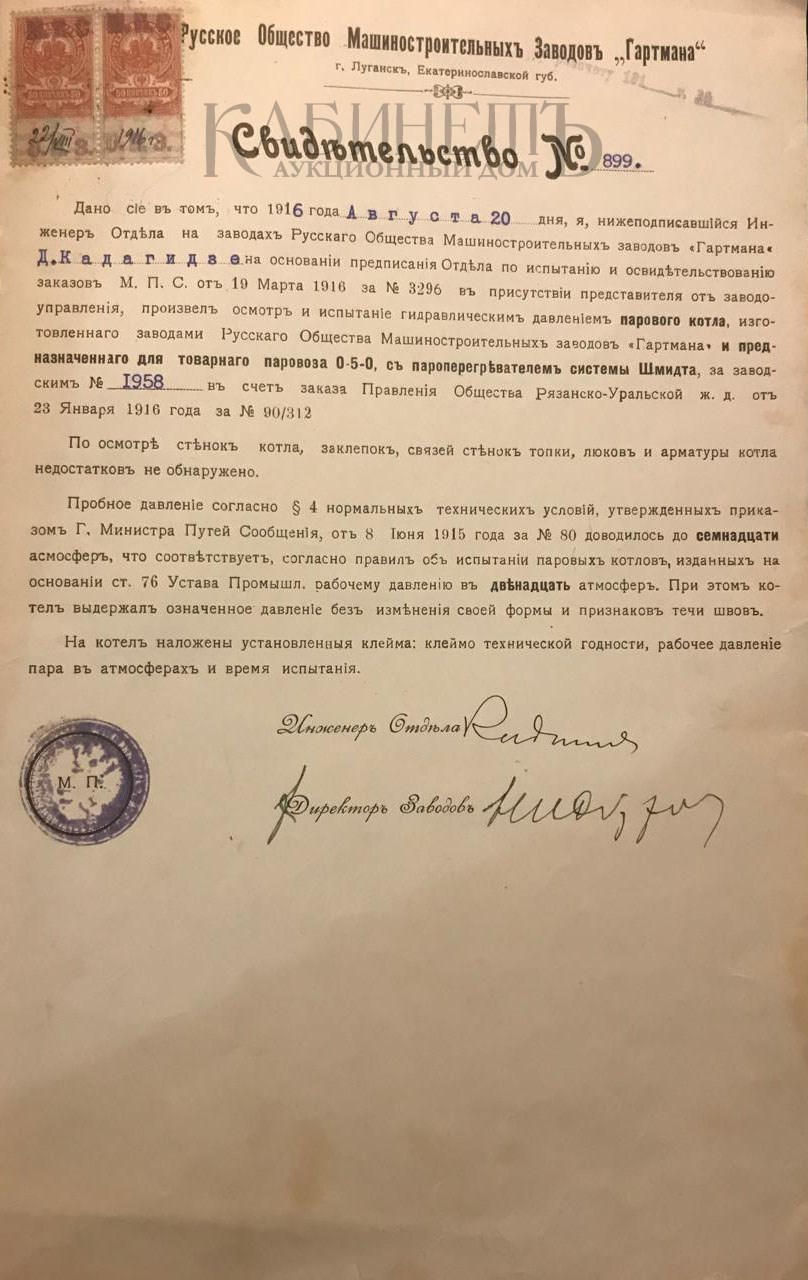 Русское Общество Машиностроительныхъ Заводовъ „Гартмана“
г. Луганскъ, Екатеринославской губ.
50 КОПѢЕКЪ 50
50 КОПѢЕКЪ 50
22/VIII 1916 г.
КАБИНЕТЪ
АУКЦИОННЫЙ ДОМ
Свидѣтельство № 899.
Дано сіе въ томъ, что 1916 года Августа 20 дня, я, нижеподписавшійся Ин-
женеръ Отдѣла на заводахъ Русскаго Общества Машиностроительныхъ заводовъ «Гартмана«
Д.Кадагидзе на основаніи предписанія Отдѣла по испытанію и освидѣтельствованію
заказовъ М. П. С. отъ 19 Марта 1916 за № 3296 въ присутствіи представителя отъ заводо-
управленія, произвелъ осмотръ и испытаніе гидравлическимъ давленіемъ парового котла, изго-
товленнаго заводами Русскаго Общества Машиностроительныхъ заводовъ «Гартмана» и пред-
назначеннаго для товарнаго паровоза 0-5-0, съ пароперегрѣвателемъ системы Шмидта, за завод-
скимъ № 1958 въ счетъ заказа Правленія Общества Рязанско-Уральской ж. д. отъ
23 Января 1916 года за № 90/312
По осмотрѣ стѣнокъ котла, заклепокъ, связей стѣнокъ топки, люковъ и арматуры котла
недостатковъ не обнаружено.
Пробное давленіе согласно § 4 нормальныхъ техническихъ условій, утвержденныхъ прика-
зомъ Г. Министра Путей Сообщенія, отъ 8 Іюня 1915 года за № 80 доводилось до семнадцати
асмосферъ, что соотвѣтствуетъ, согласно правилъ объ испытаніи паровыхъ котловъ, изданныхъ на
основаніи ст. 76 Устава Промышл. рабочему давленію въ двѣнадцать атмосферъ. При этомъ ко-
телъ выдержалъ означенное давленіе безъ измѣненія своей формы и признаковъ течи швовъ.
На котелъ наложены установленныя клейма: клеймо технической годности, рабочее давленіе
пара въ атмосферахъ и время испытанія.
Инженеръ Отдѣла
М. П.
Директоръ Заводовъ